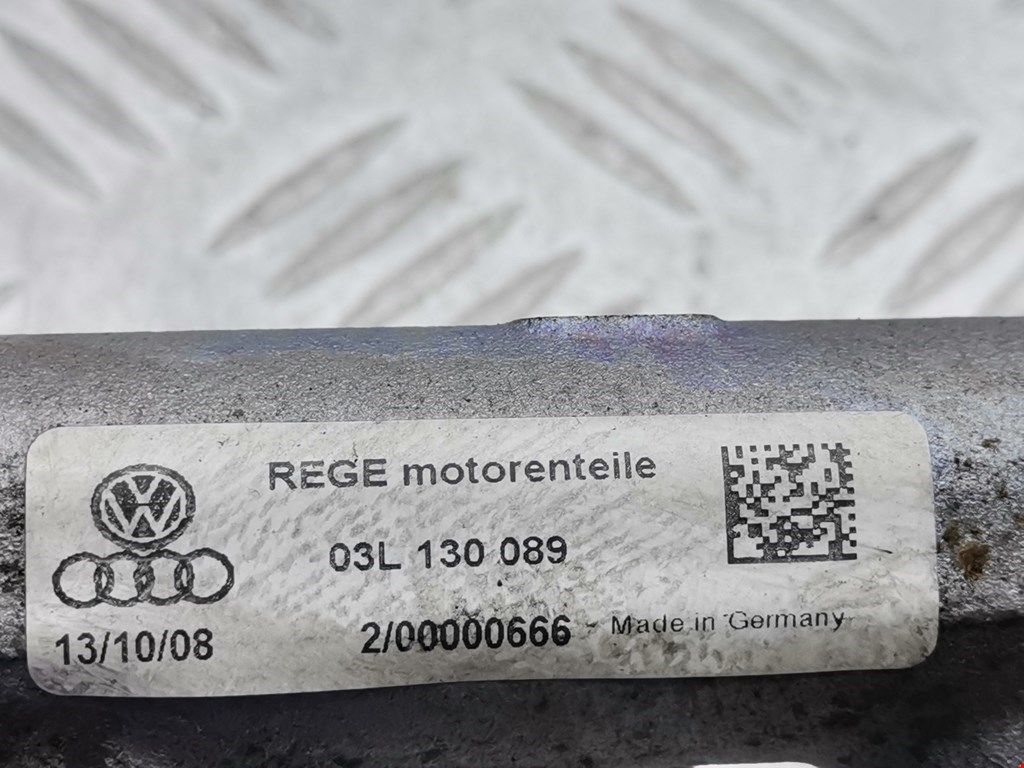 REGE motorenteile
03L 130 089
13/10/08 2/00000666 Made in Germany